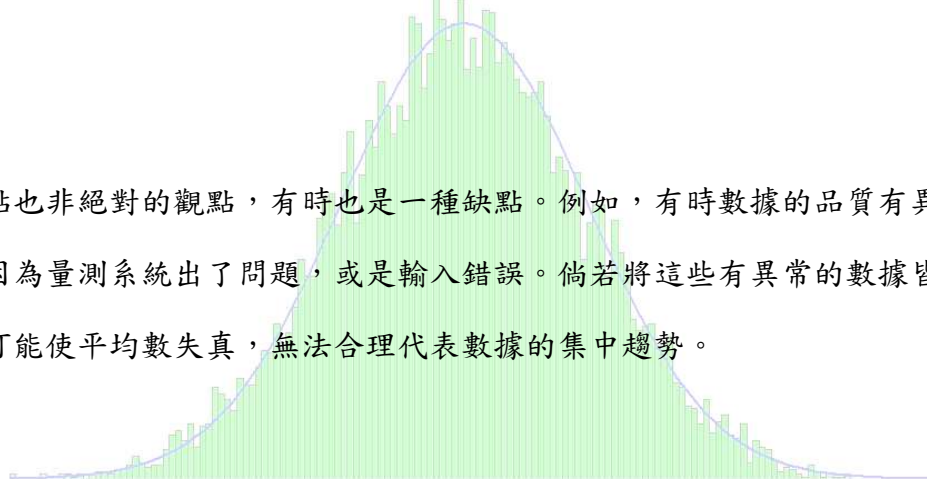 點也非絕對的觀點，有時也是一種缺點。例如，有時數據的品質有異
因為量測系統出了問題，或是輸入錯誤。倘若將這些有異常的數據皆
可能使平均數失真，無法合理代表數據的集中趨勢。